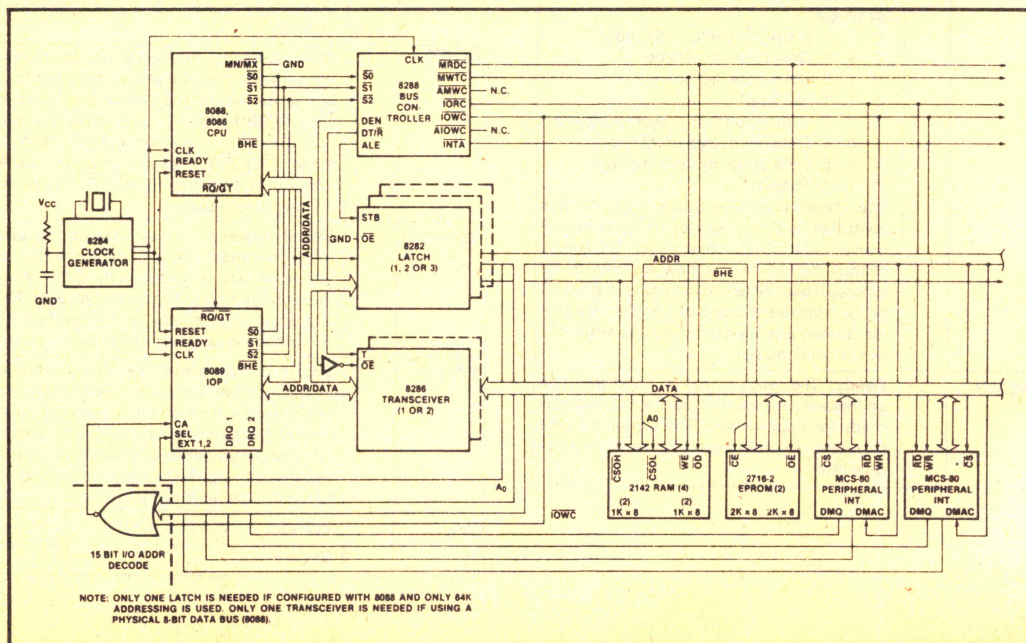 MN/MX
GND
S0
S1
S2
8088,
8086
CPU
BHE
CLK
READY
RESET
RQ/GT
CLK
S0
S1
S2
8288
BUS
CON-
TROLLER
DEN
DT/R
ALE
MRDC
MWTC
AMWC
N.C.
IORC
IOWC
AIOWC
N.C.
INTA
VCC
8284
CLOCK
GENERATOR
GND
ADDR/DATA
STB
GND
OE
8282
LATCH
(1, 2 OR 3)
ADDR
BHE
RQ/GT
RESET
READY
CLK
S0
S1
S2
BHE
8089
IOP
ADDR/DATA
CA
SEL
EXT 1,2
DRQ 1
DRQ 2
T
OE
8286
TRANSCEIVER
(1 OR 2)
DATA
A0
A0
CSOH
CSOL
WE
OD
2142 RAM (4)
(2)
1K × 8
(2)
1K × 8
CE
OE
2716-2
EPROM (2)
2K × 8
2K × 8
CS
RD
WR
MCS-80
PERIPHERAL
INT
DMQ
DMAC
RD
WR
CS
MCS-80
PERIPHERAL
INT
DMQ
DMAC
IOWC
15 BIT I/O ADDR
DECODE
NOTE: ONLY ONE LATCH IS NEEDED IF CONFIGURED WITH 8088 AND ONLY 64K
ADDRESSING IS USED. ONLY ONE TRANSCEIVER IS NEEDED IF USING A
PHYSICAL 8-BIT DATA BUS (8088).